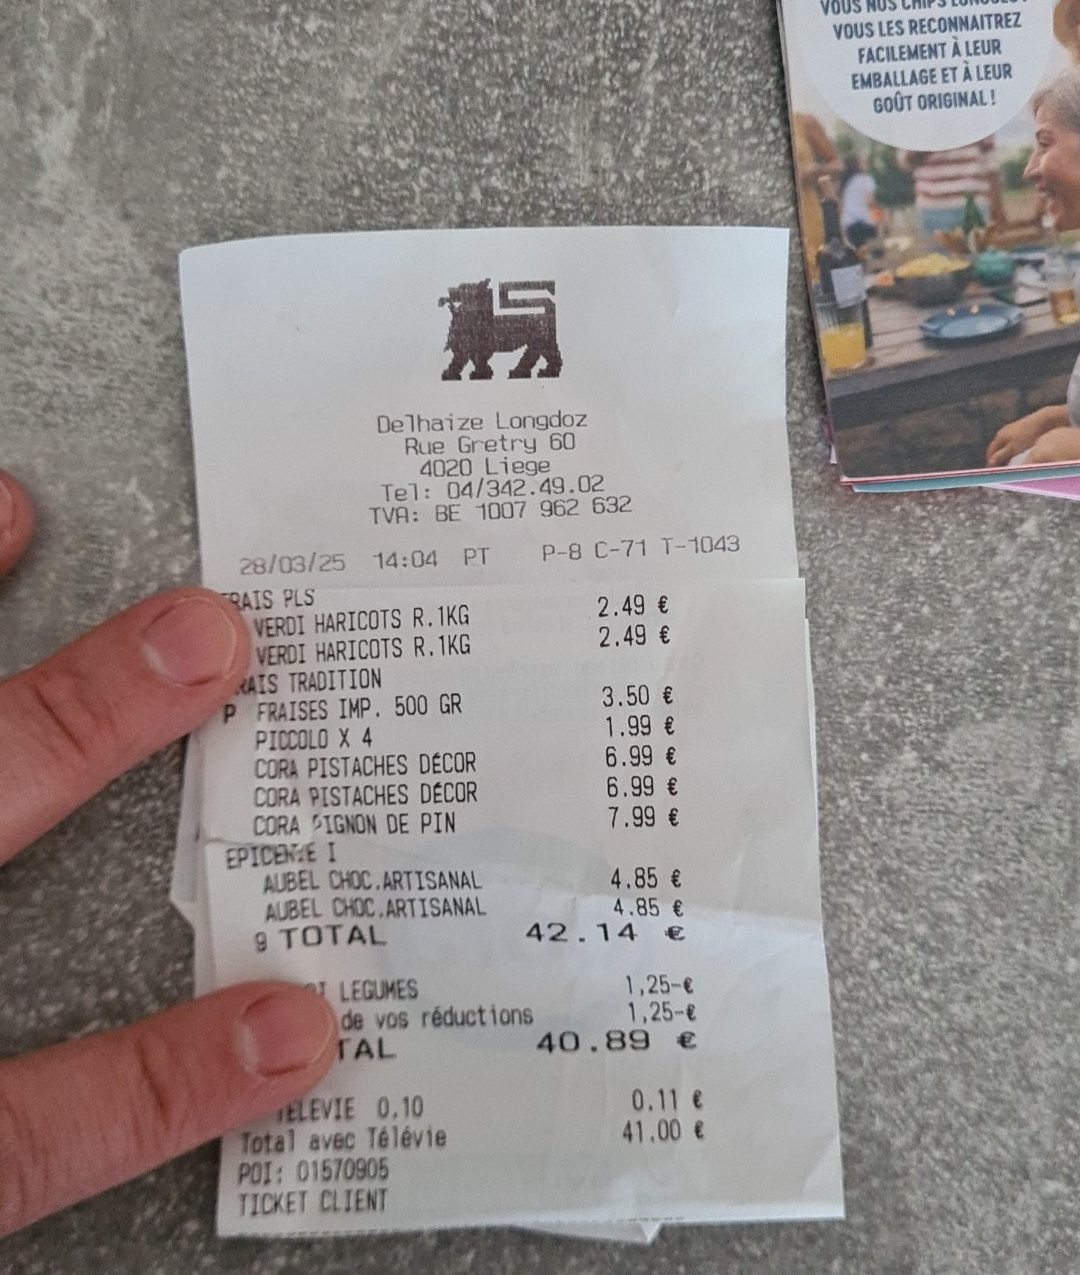 VOUS LES RECONNAITREZ
FACILEMENT À LEUR
EMBALLAGE ET À LEUR
GOÛT ORIGINAL !
Delhaize Longdoz
Rue Gretry 60
4020 Liege
Tel: 04/342.49.02
TVA: BE 1007 962 632
28/03/25 14:04 PT P-8 C-71 T-1043
PLS
VERDI HARICOTS R.1KG 2.49 €
VERDI HARICOTS R.1KG 2.49 €
TRADITION
P FRAISES IMP. 500 GR 3.50 €
PICCOLO X 4 1.99 €
CORA PISTACHES DÉCOR 6.99 €
CORA PISTACHES DÉCOR 6.99 €
CORA PIGNON DE PIN 7.99 €
EPICERIE I
AUBEL CHOC.ARTISANAL 4.85 €
AUBEL CHOC.ARTISANAL 4.85 €
9 TOTAL 42.14 €
LEGUMES 1,25-€
de vos réductions 1,25-€
TAL 40.89 €
TELEVIE 0.10 0.11 €
Total avec Télévie 41.00 €
POI: 01570905
TICKET CLIENT